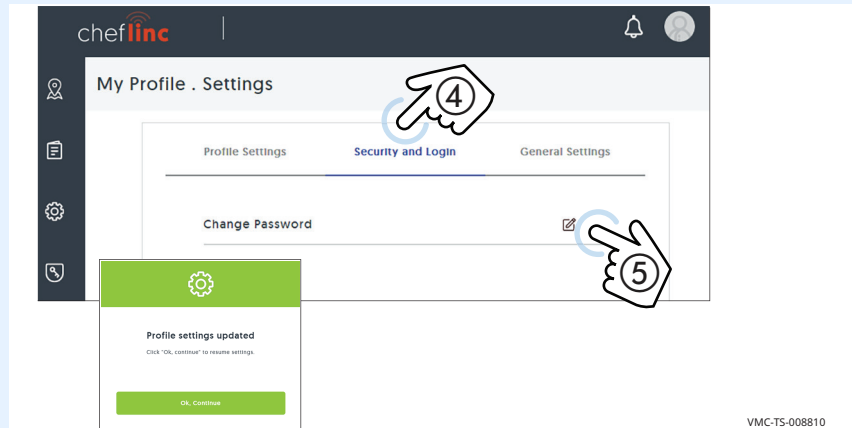 cheflinc
My Profile . Settings
4
Profile Settings Security and Login General Settings
Change Password
5
Profile settings updated
Click "Ok, continue" to resume settings.
Ok, Continue
VMC-TS-008810